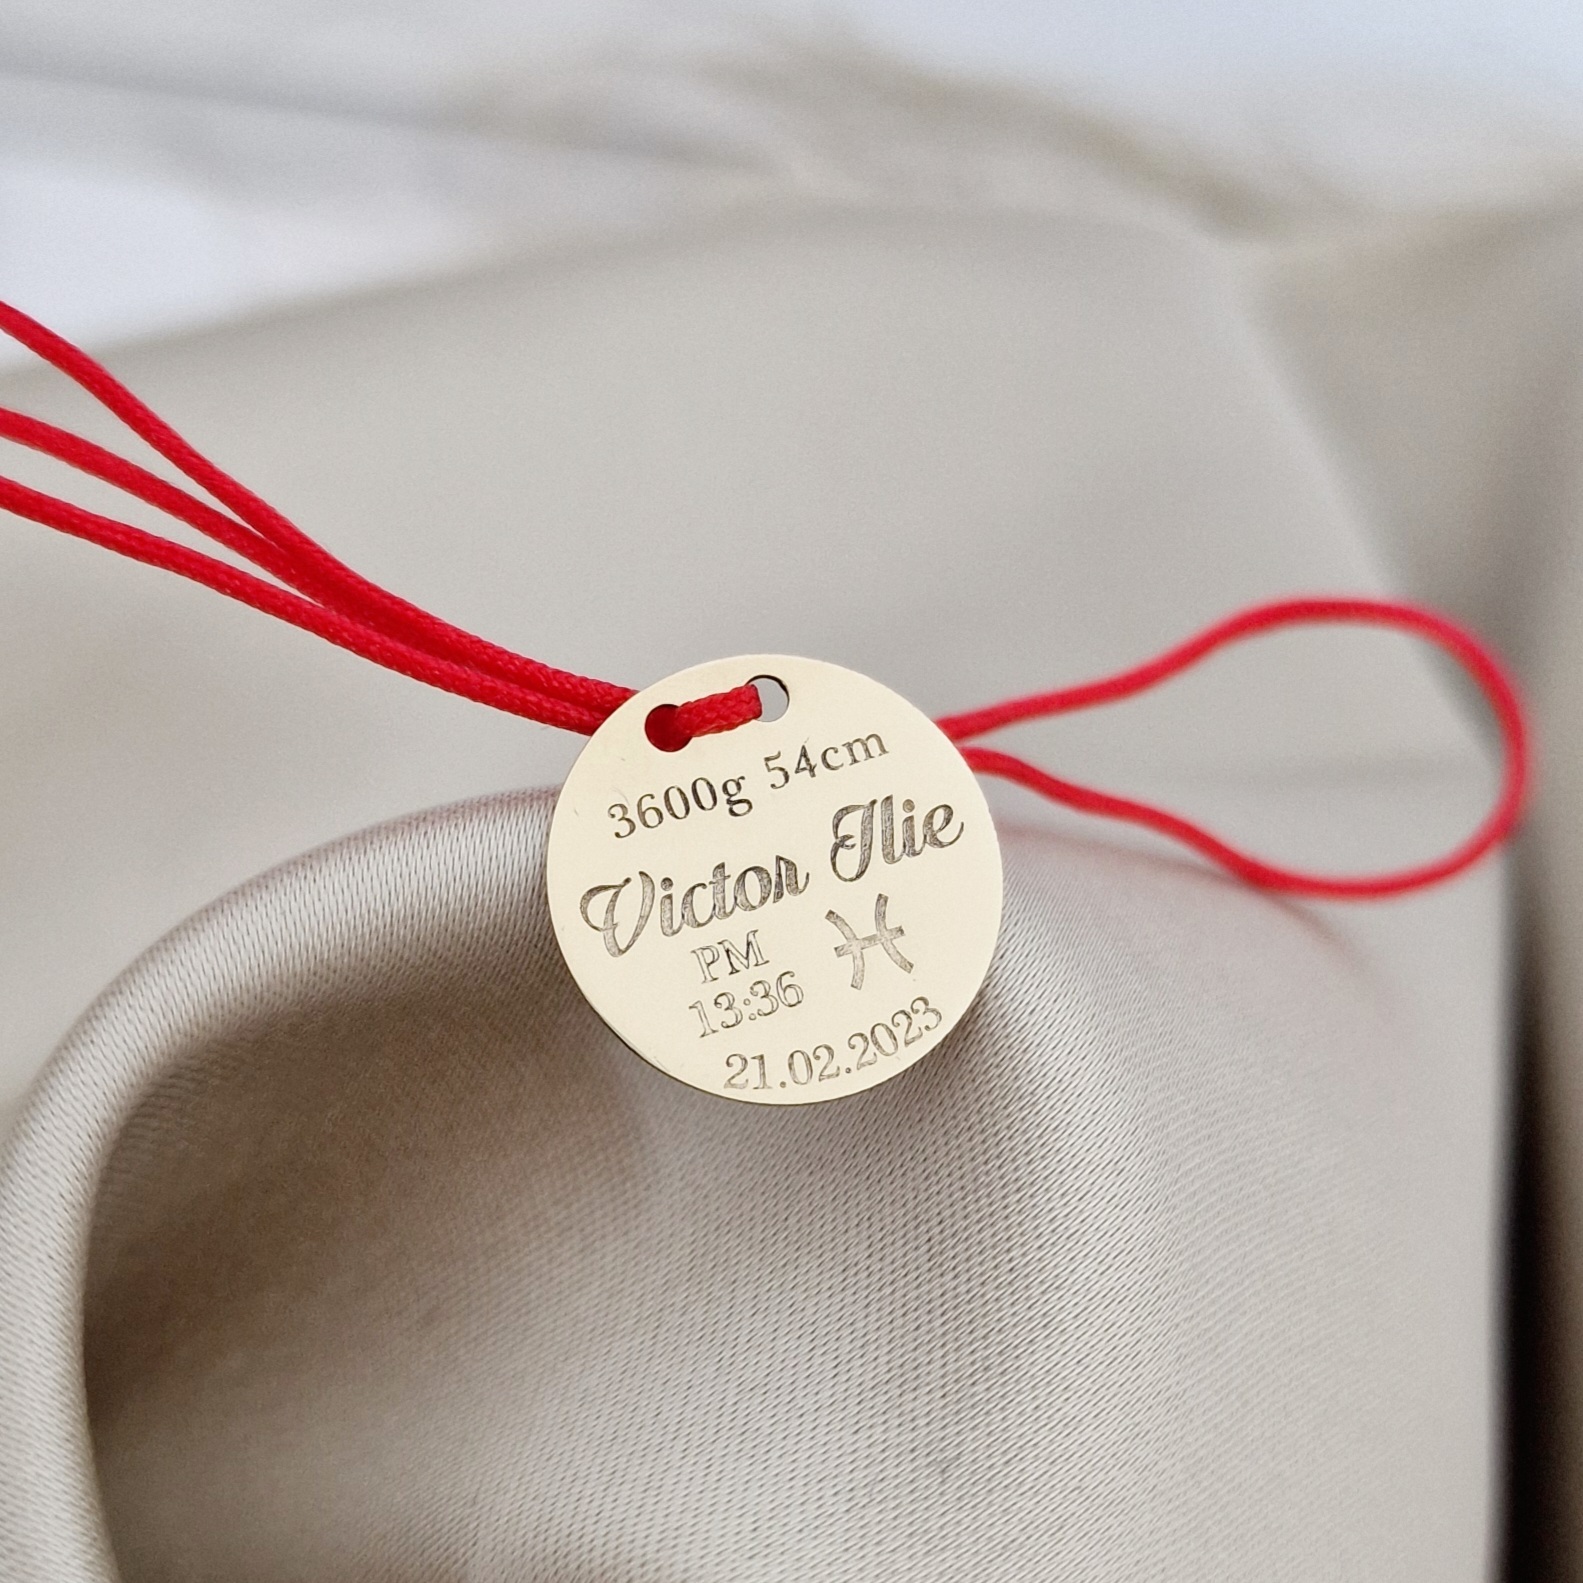 3600g 54cm
Victor Ilie
PM
13:36
21.02.2023